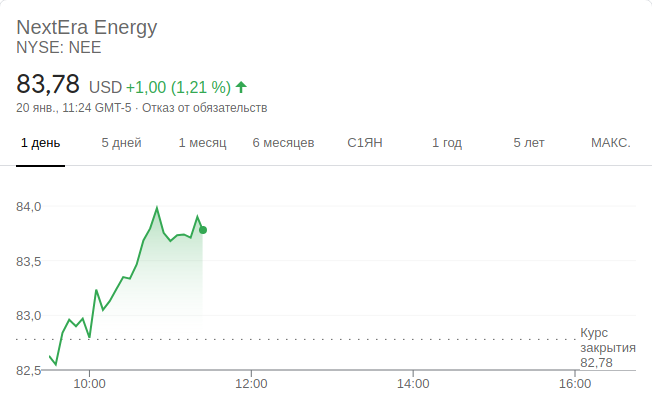 NextEra Energy
NYSE: NEE
83,78 USD +1,00 (1,21 %)
20 янв., 11:24 GMT-5 · Отказ от обязательств
1 день 5 дней 1 месяц 6 месяцев С1ЯН 1 год 5 лет МАКС.
84,0
83,5
83,0
Курс
закрытия
82,78
82,5
10:00 12:00 14:00 16:00